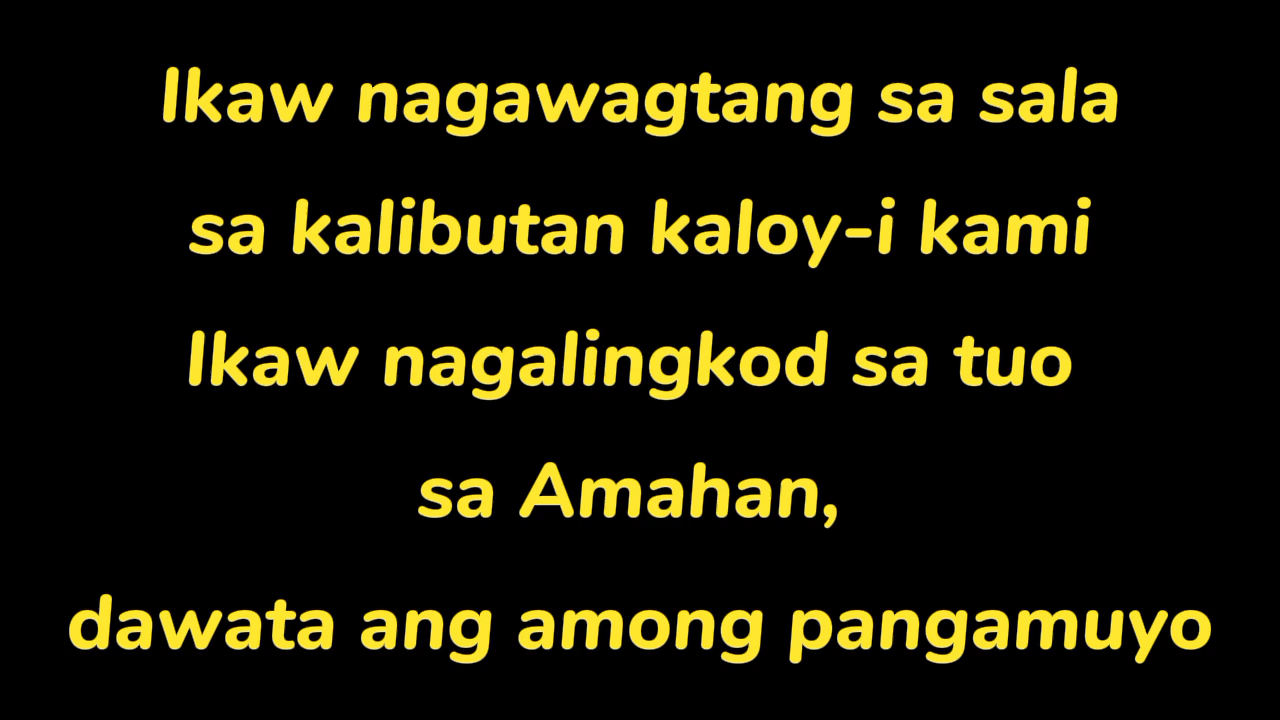 Ikaw nagawagtang sa sala
sa kalibutan kaloy-i kami
Ikaw nagalingkod sa tuo
sa Amahan,
dawata ang among pangamuyo